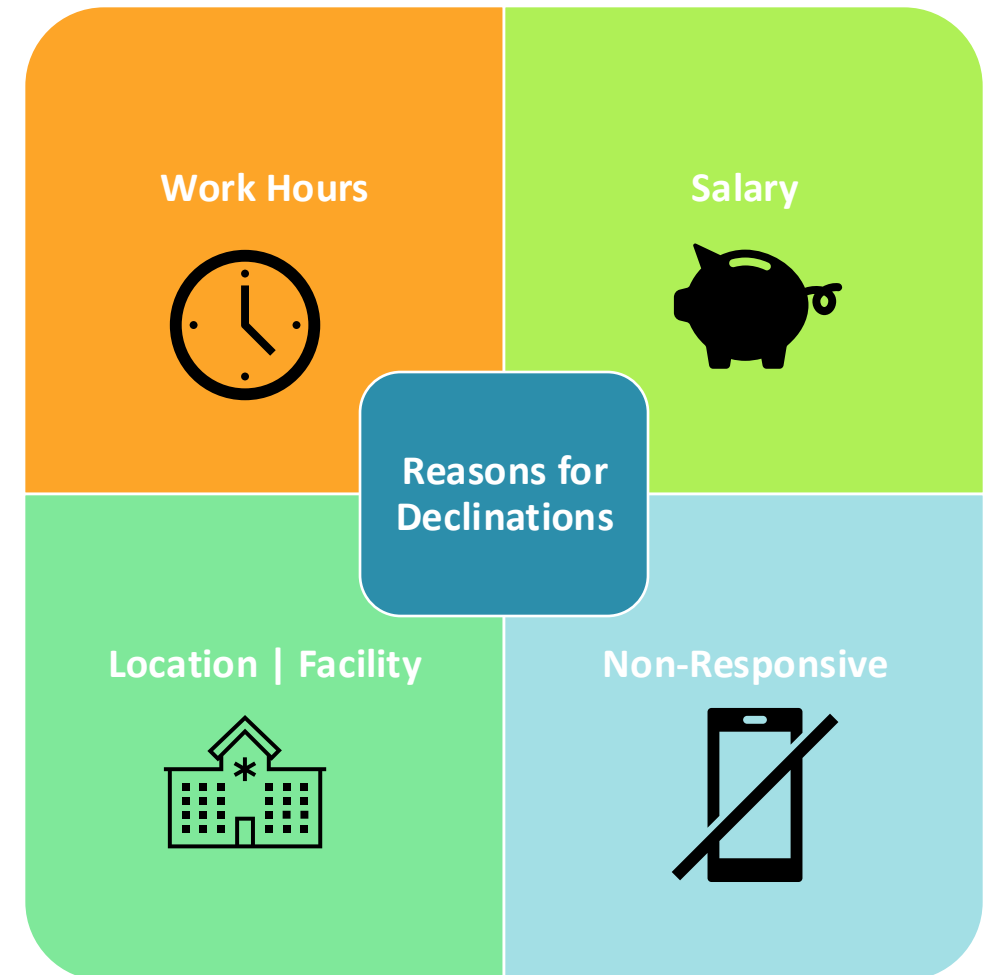 Work Hours
Salary
Reasons for
Declinations
Location | Facility
Non-Responsive